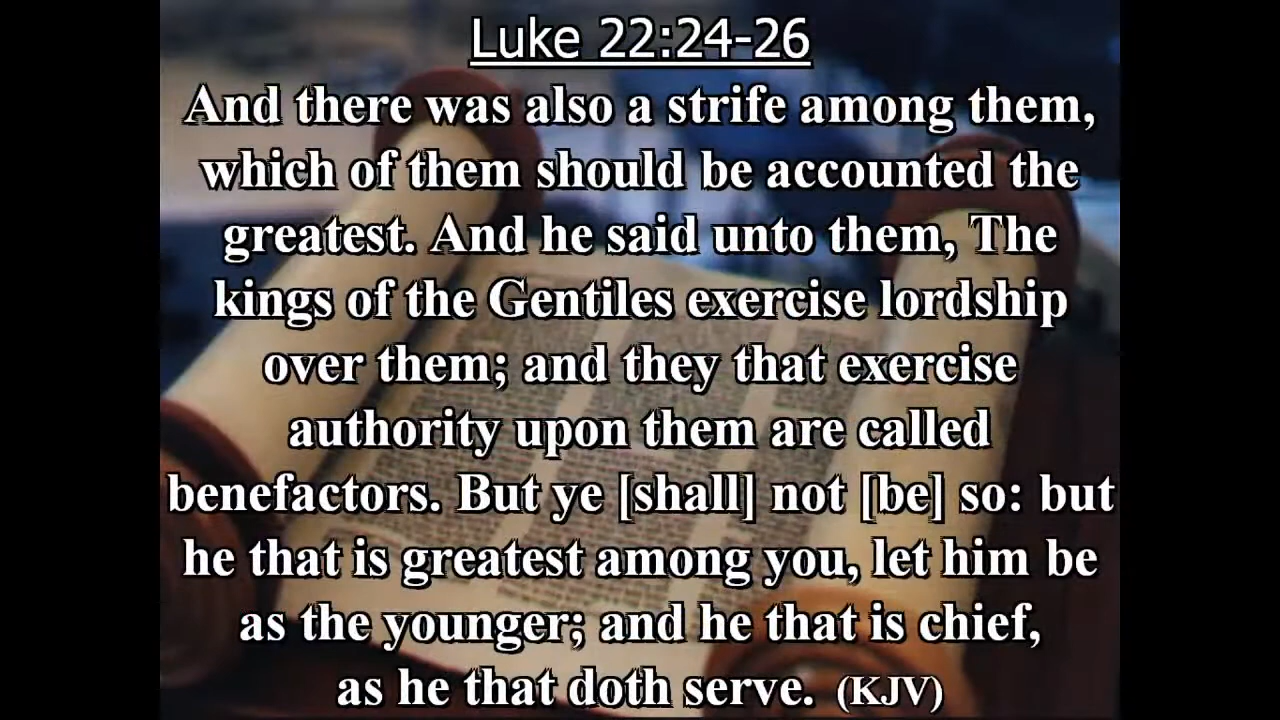 Luke 22:24-26
And there was also a strife among them,
which of them should be accounted the
greatest. And he said unto them, The
kings of the Gentiles exercise lordship
over them; and they that exercise
authority upon them are called
benefactors. But ye [shall] not [be] so: but
he that is greatest among you, let him be
as the younger; and he that is chief,
as he that doth serve. (KJV)